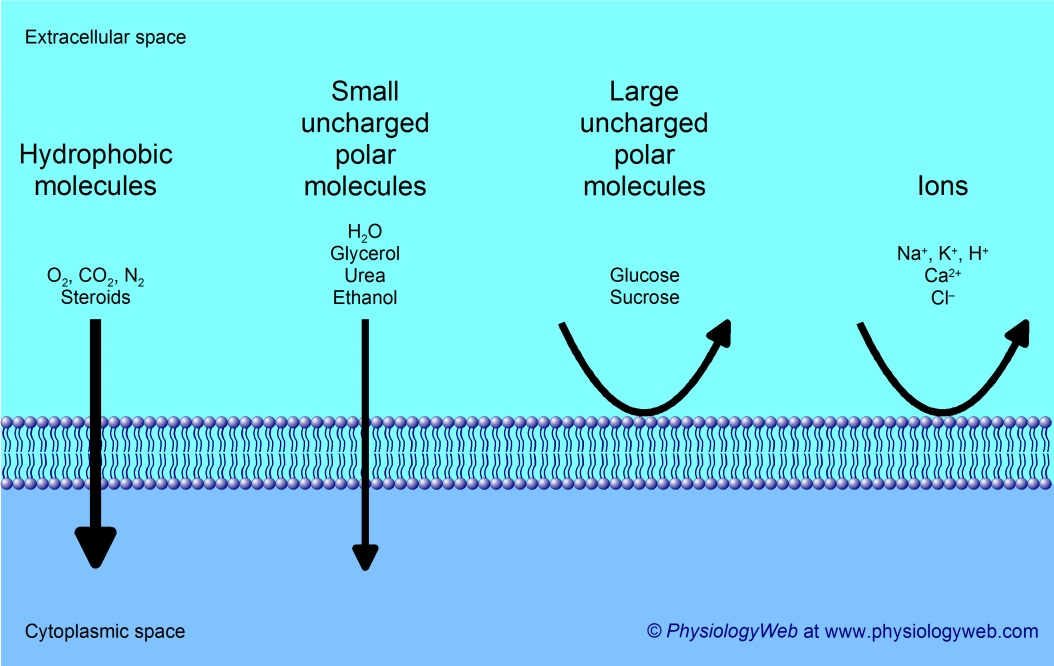 Extracellular space
Hydrophobic
molecules
O₂, CO₂, N₂
Steroids
Small
uncharged
polar
molecules
H₂O
Glycerol
Urea
Ethanol
Large
uncharged
polar
molecules
Glucose
Sucrose
Ions
Na⁺, K⁺, H⁺
Ca²⁺
Cl⁻
Cytoplasmic space
© PhysiologyWeb at www.physiologyweb.com